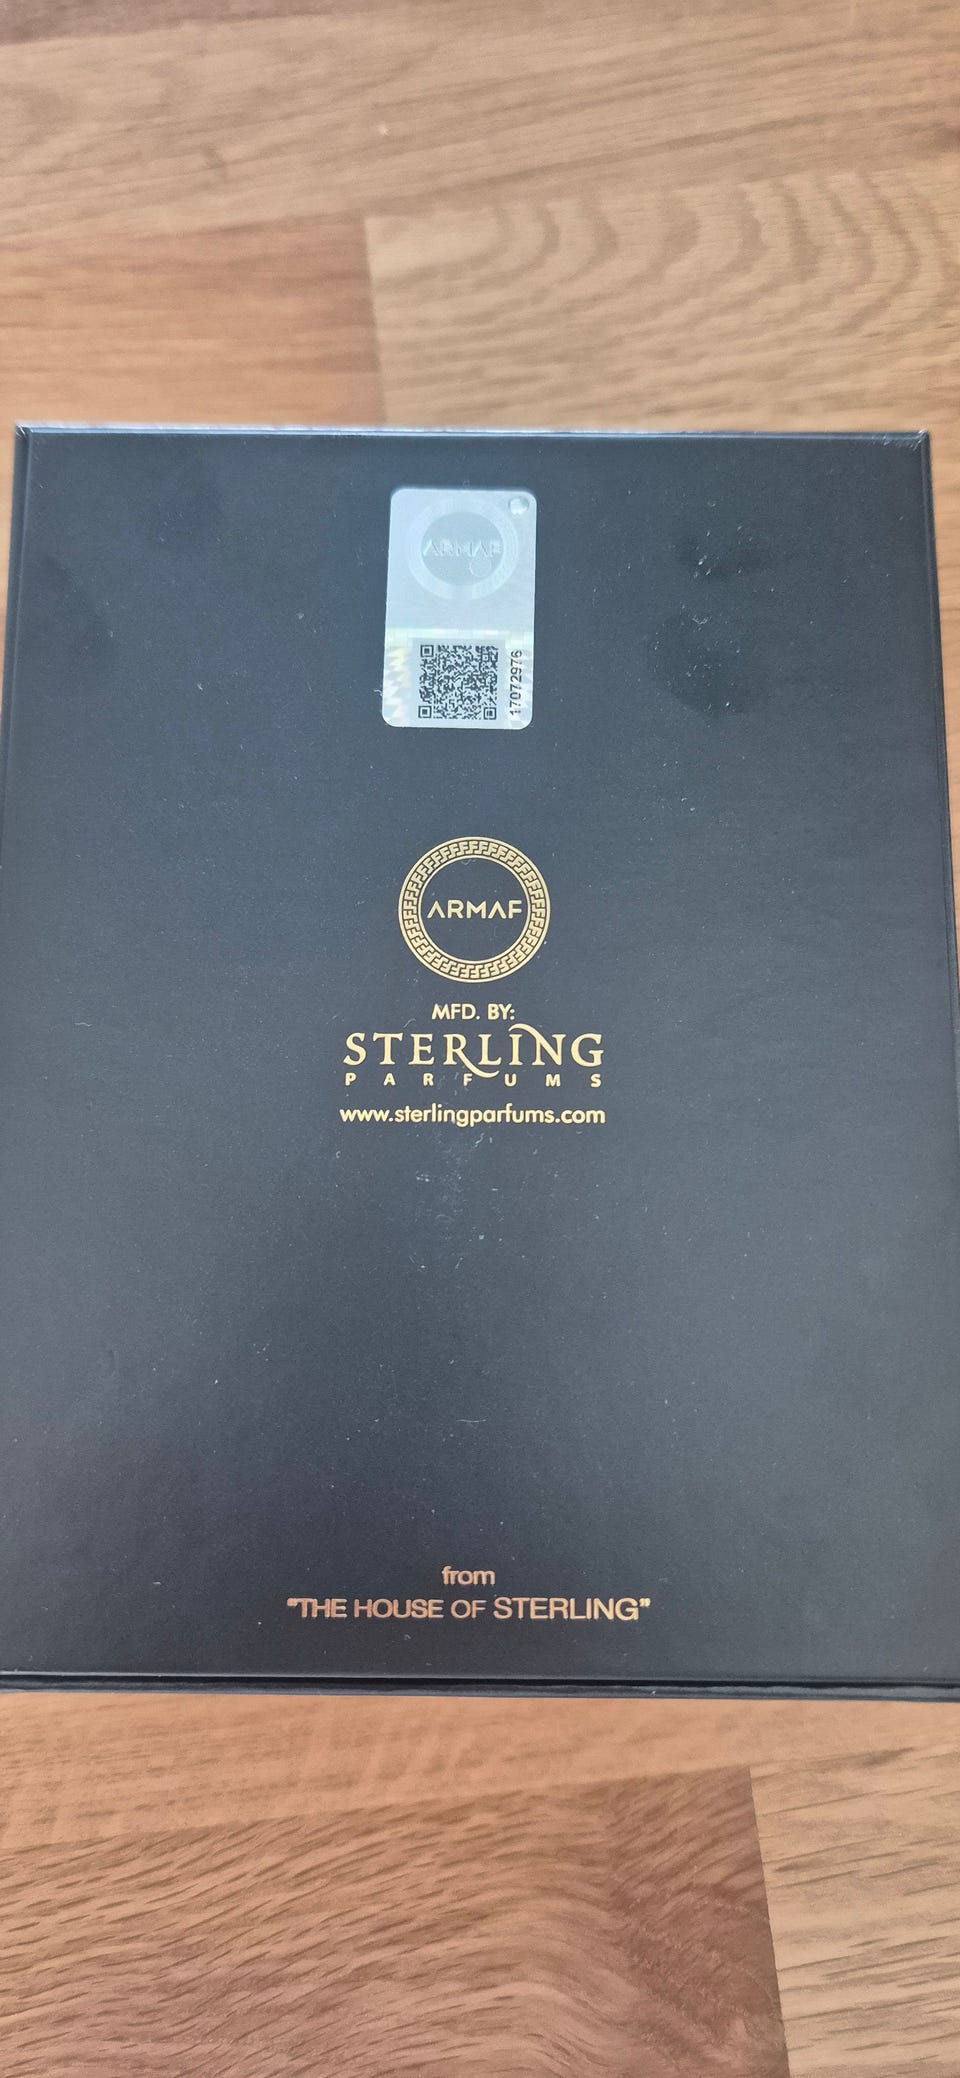 ARMAF
17072976
ARMAF
MFD. BY:
STERLING
PARFUMS
www.sterlingparfums.com
from
"THE HOUSE OF STERLING"